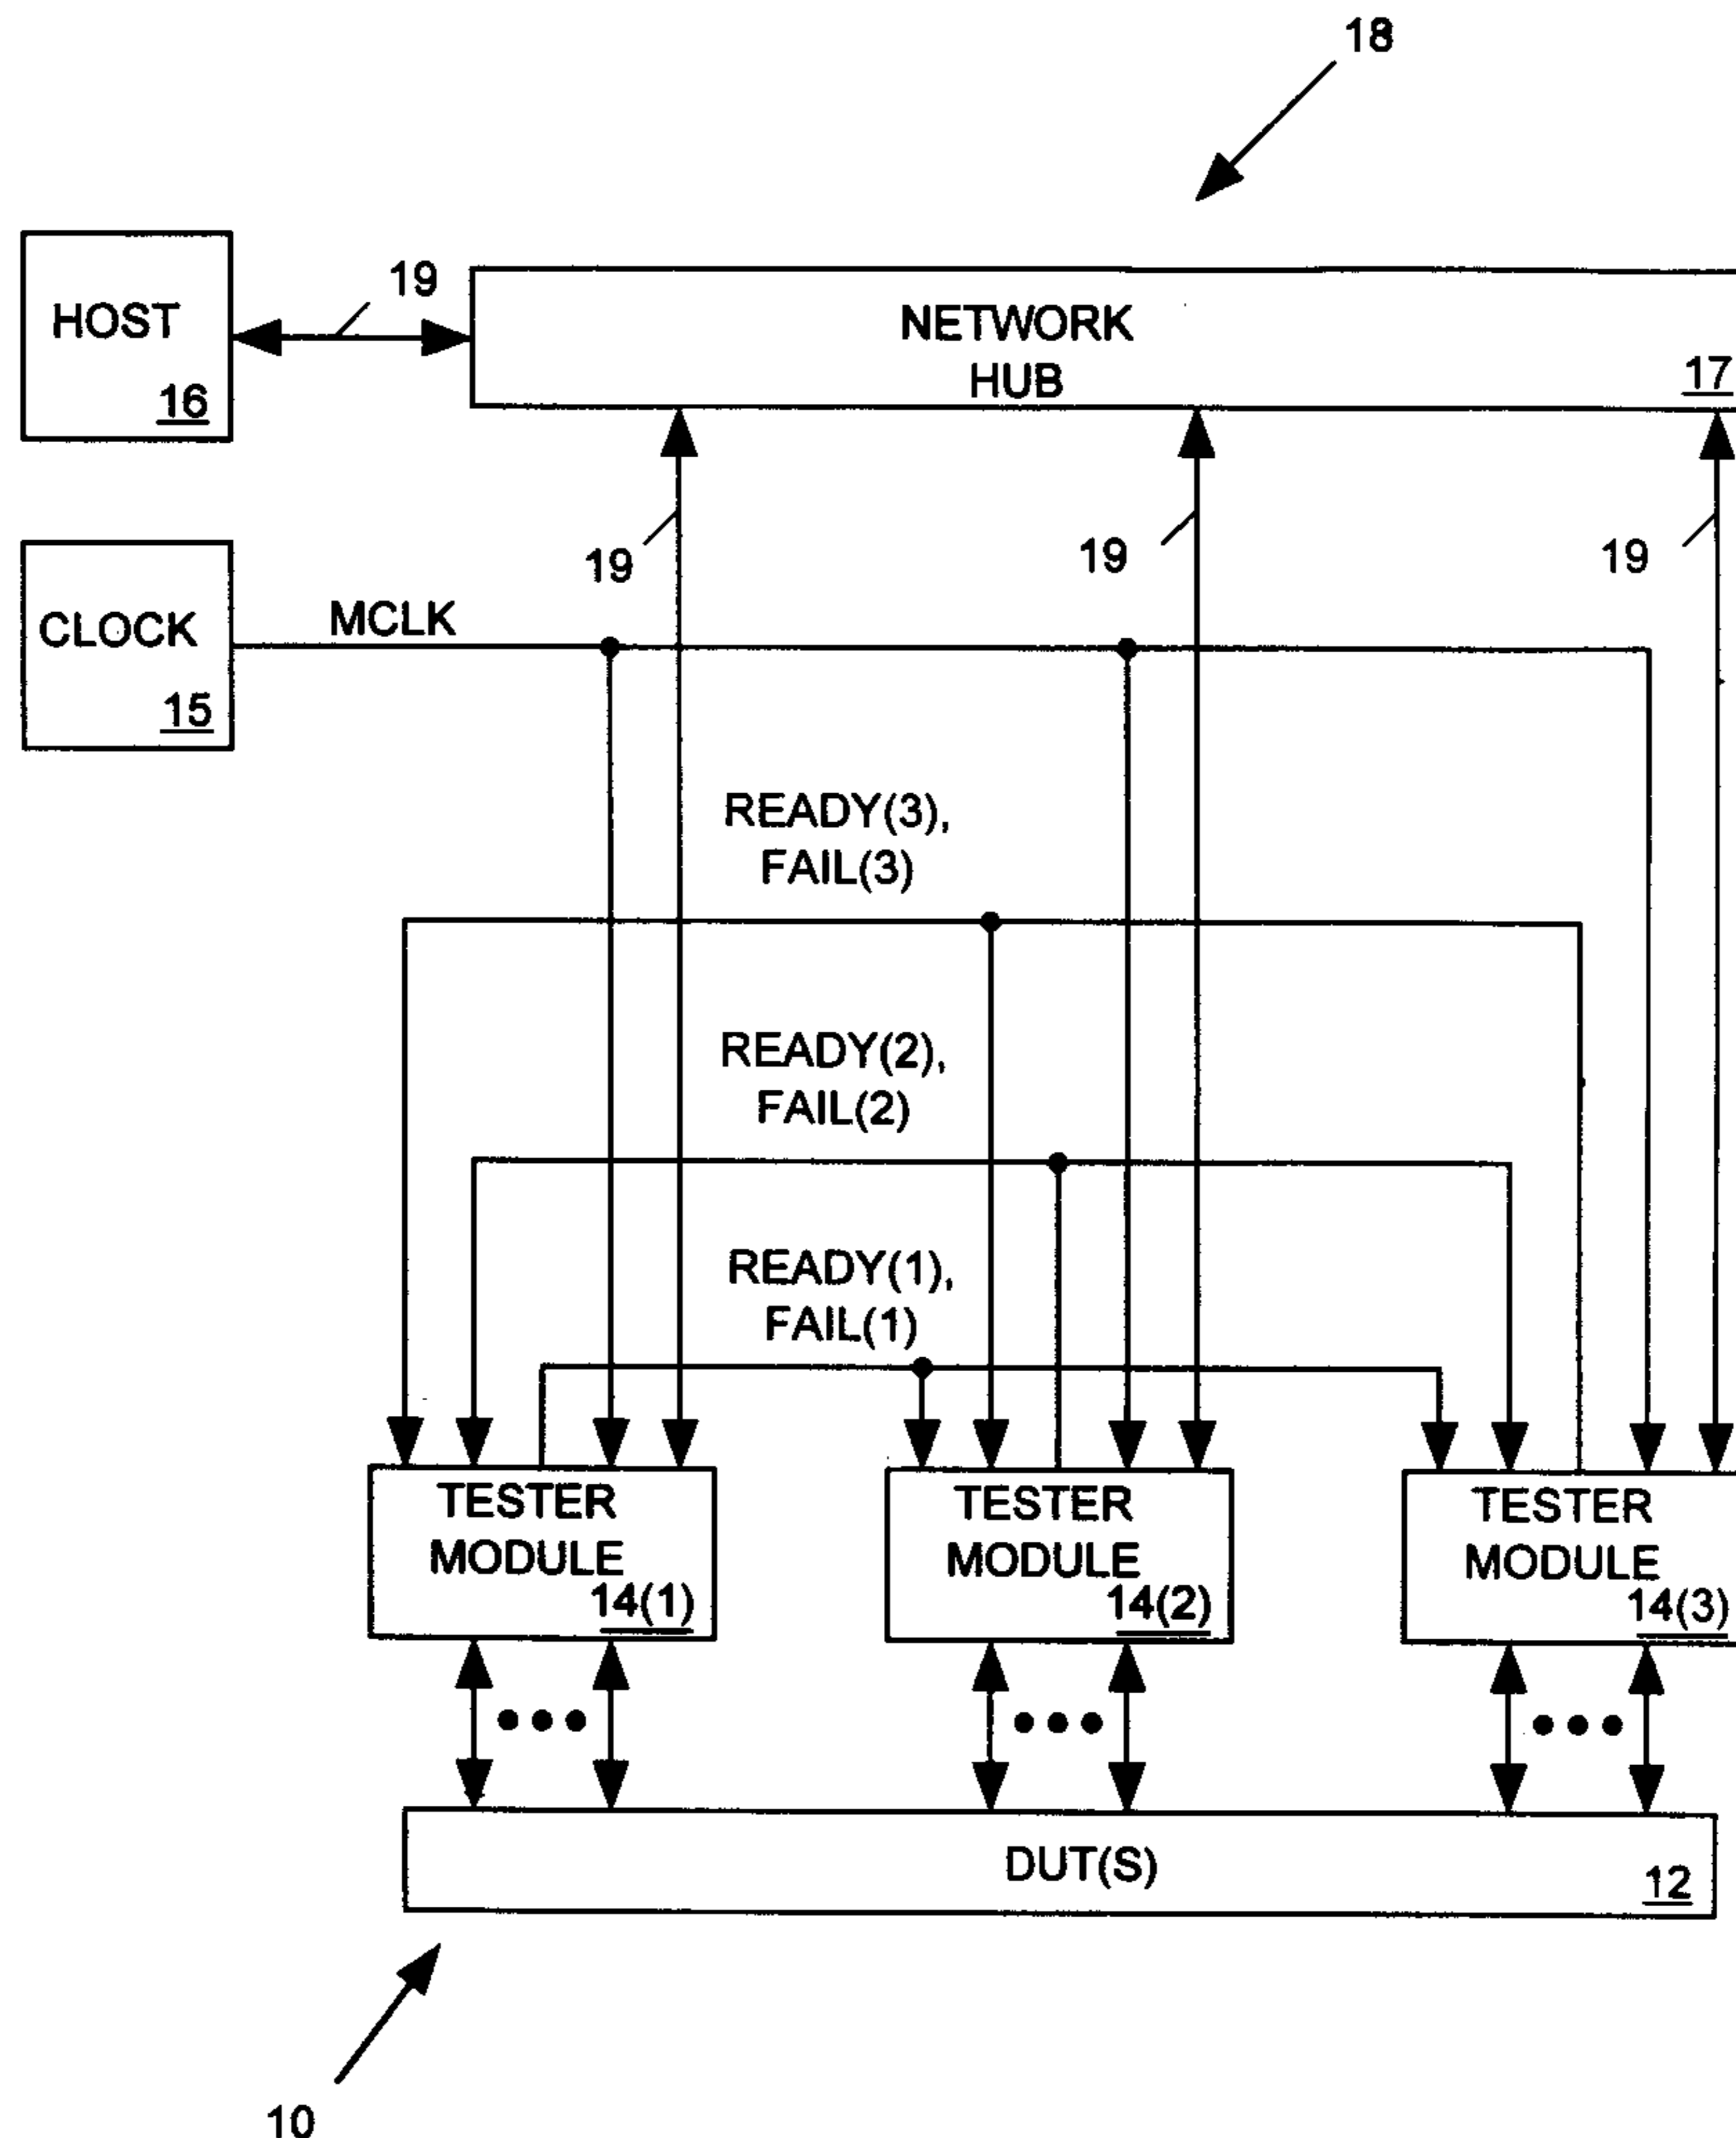 18
HOST
16
19
NETWORK
HUB
17
19
19
19
CLOCK
15
MCLK
READY(3),
FAIL(3)
READY(2),
FAIL(2)
READY(1),
FAIL(1)
TESTER
MODULE
14(1)
TESTER
MODULE
14(2)
TESTER
MODULE
14(3)
DUT(S)
12
10